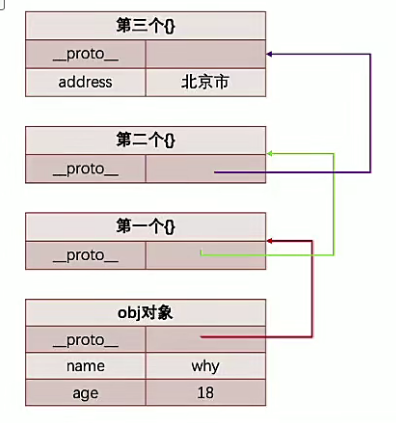 第三个{}
__proto__
address 北京市
第二个{}
__proto__
第一个{}
__proto__
obj对象
__proto__
name why
age 18